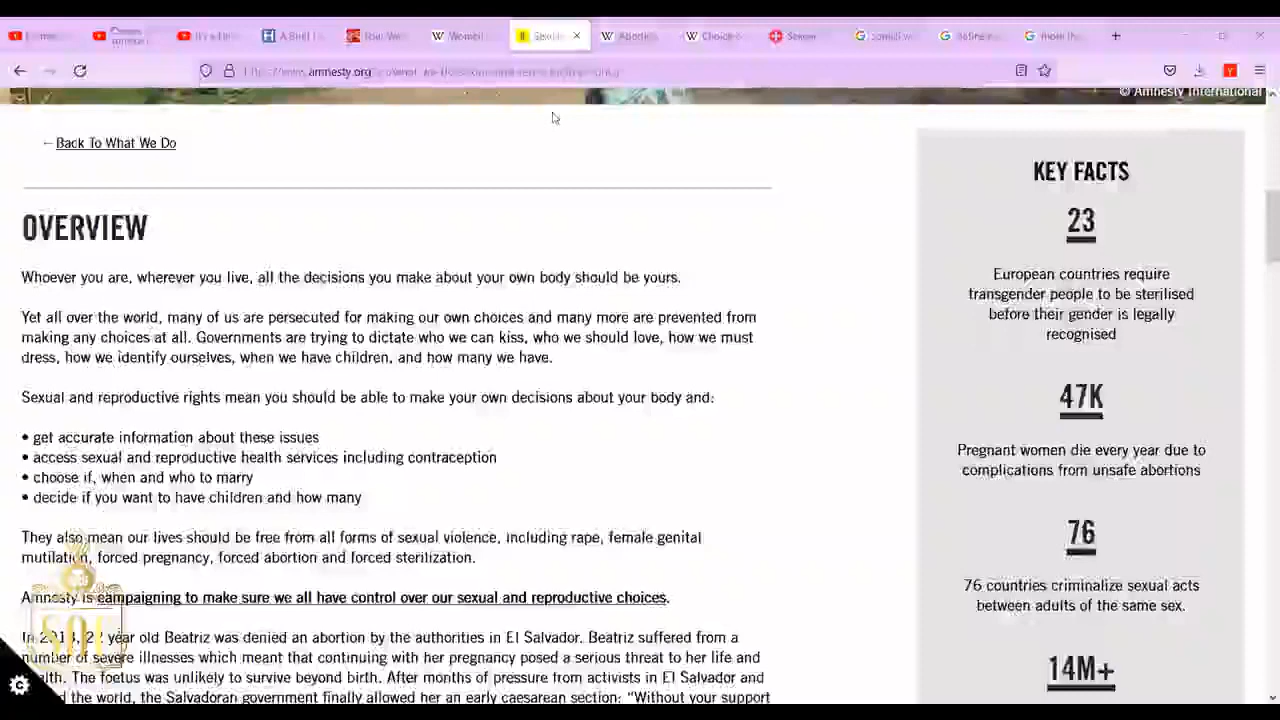 A Brief
Your
Women
Sexual
Abortion
Choice
define
more
amnesty.org
© Amnesty International
← Back To What We Do
OVERVIEW
Whoever you are, wherever you live, all the decisions you make about your own body should be yours.
Yet all over the world, many of us are persecuted for making our own choices and many more are prevented from
making any choices at all. Governments are trying to dictate who we can kiss, who we should love, how we must
dress, how we identify ourselves, when we have children, and how many we have.
Sexual and reproductive rights mean you should be able to make your own decisions about your body and:
• get accurate information about these issues
• access sexual and reproductive health services including contraception
• choose if, when and who to marry
• decide if you want to have children and how many
They also mean our lives should be free from all forms of sexual violence, including rape, female genital
mutilation, forced pregnancy, forced abortion and forced sterilization.
Amnesty is campaigning to make sure we all have control over our sexual and reproductive choices.
In year old Beatriz was denied an abortion by the authorities in El Salvador. Beatriz suffered from a
number of severe illnesses which meant that continuing with her pregnancy posed a serious threat to her life and
The foetus was unlikely to survive beyond birth. After months of pressure from activists in El Salvador and
the world, the Salvadoran government finally allowed her an early caesarean section: “Without your support
SOF
KEY FACTS
23
European countries require
transgender people to be sterilised
before their gender is legally
recognised
47K
Pregnant women die every year due to
complications from unsafe abortions
76
76 countries criminalize sexual acts
between adults of the same sex.
14M+